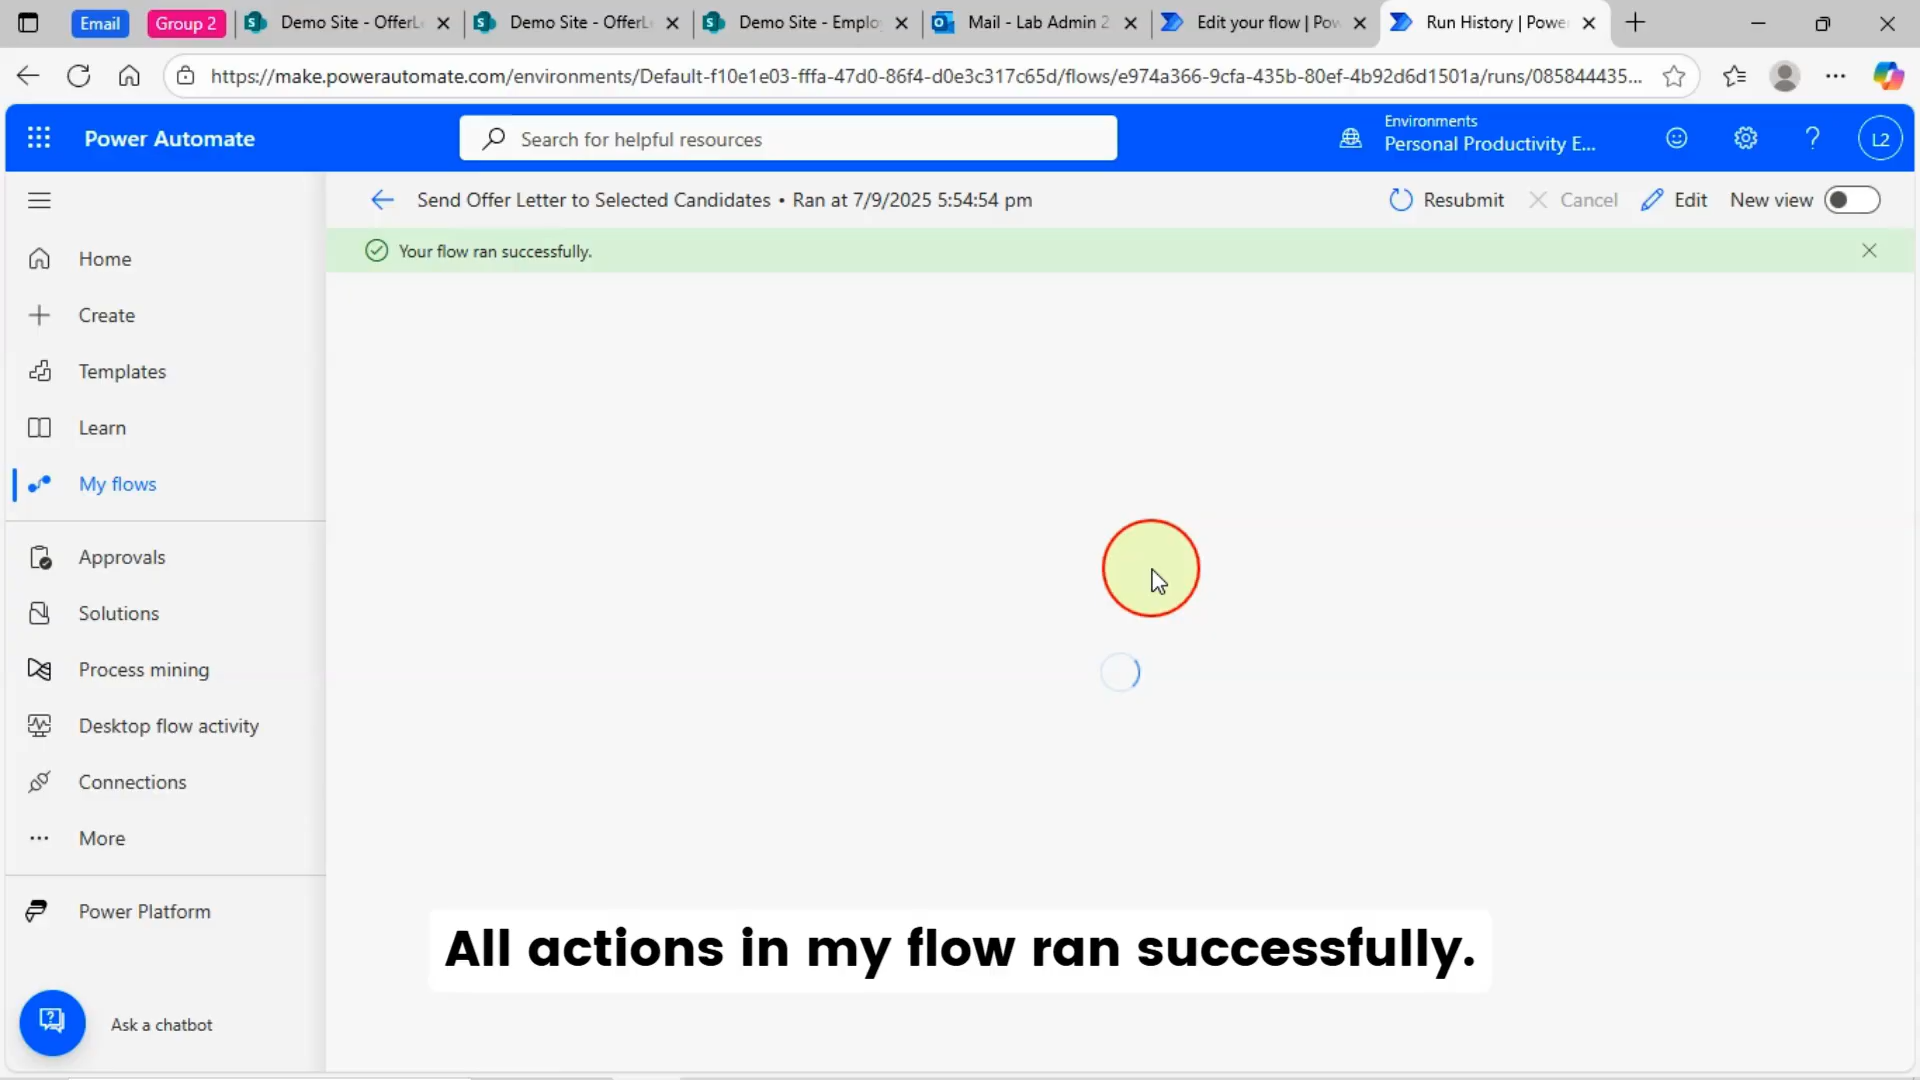 Email
Group 2
Demo Site - OfferL
Demo Site - OfferL
Demo Site - Emplo
Mail - Lab Admin 2
Edit your flow | Pow
Run History | Power
https://make.powerautomate.com/environments/Default-f10e1e03-fffa-47d0-86f4-d0e3c317c65d/flows/e974a366-9cfa-435b-80ef-4b92d6d1501a/runs/085844435...
Power Automate
Search for helpful resources
Environments
Personal Productivity E...
L2
Send Offer Letter to Selected Candidates • Ran at 7/9/2025 5:54:54 pm
Resubmit
Cancel
Edit
New view
Your flow ran successfully.
Home
Create
Templates
Learn
My flows
Approvals
Solutions
Process mining
Desktop flow activity
Connections
More
Power Platform
Ask a chatbot
All actions in my flow ran successfully.